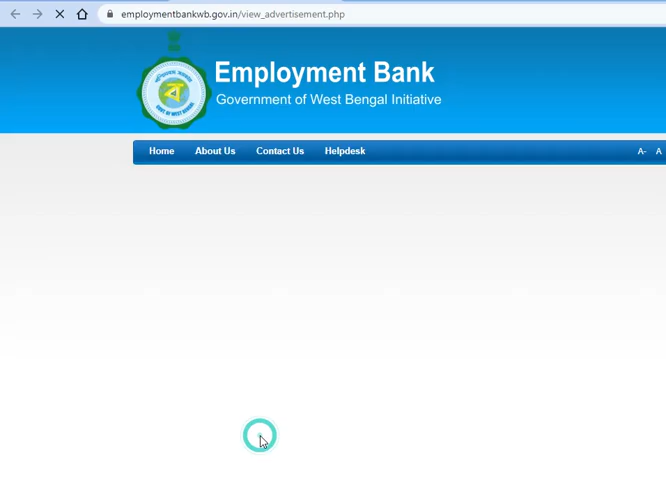 employmentbankwb.gov.in/view_advertisement.php
Employment Bank
Government of West Bengal Initiative
Home About Us Contact Us Helpdesk A- A